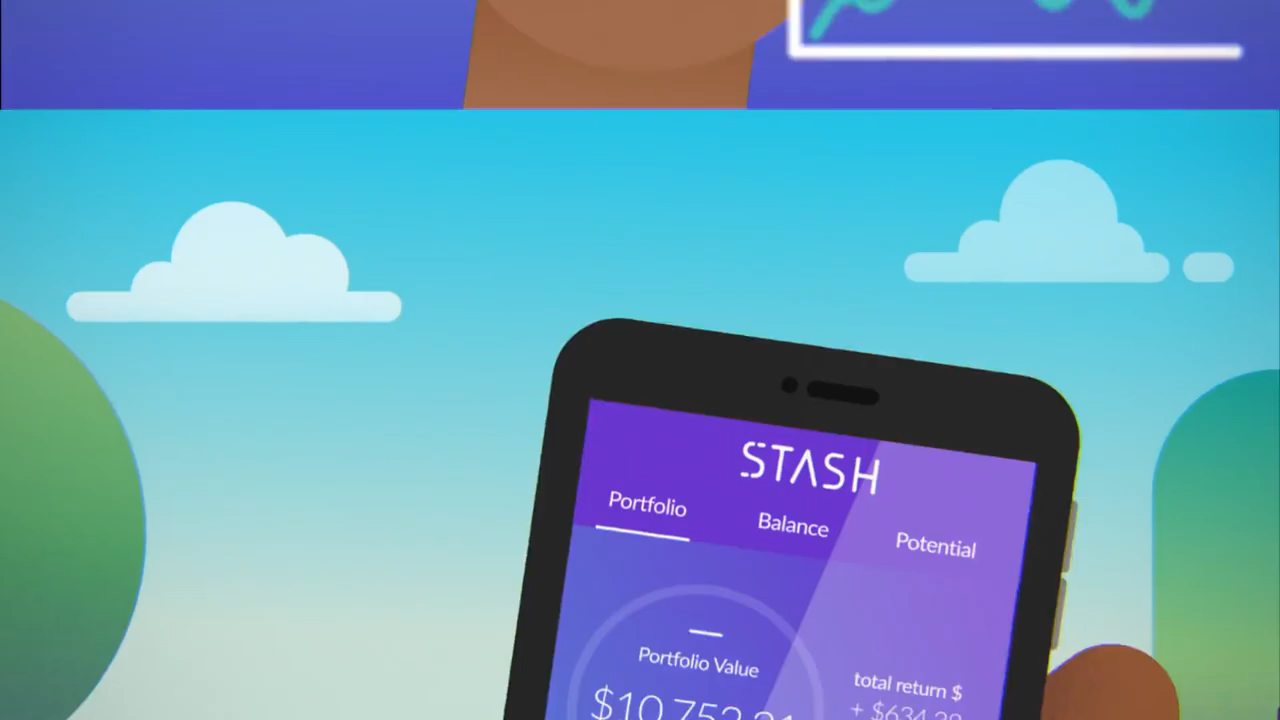 STASH
Portfolio Balance Potential
Portfolio Value
total return $